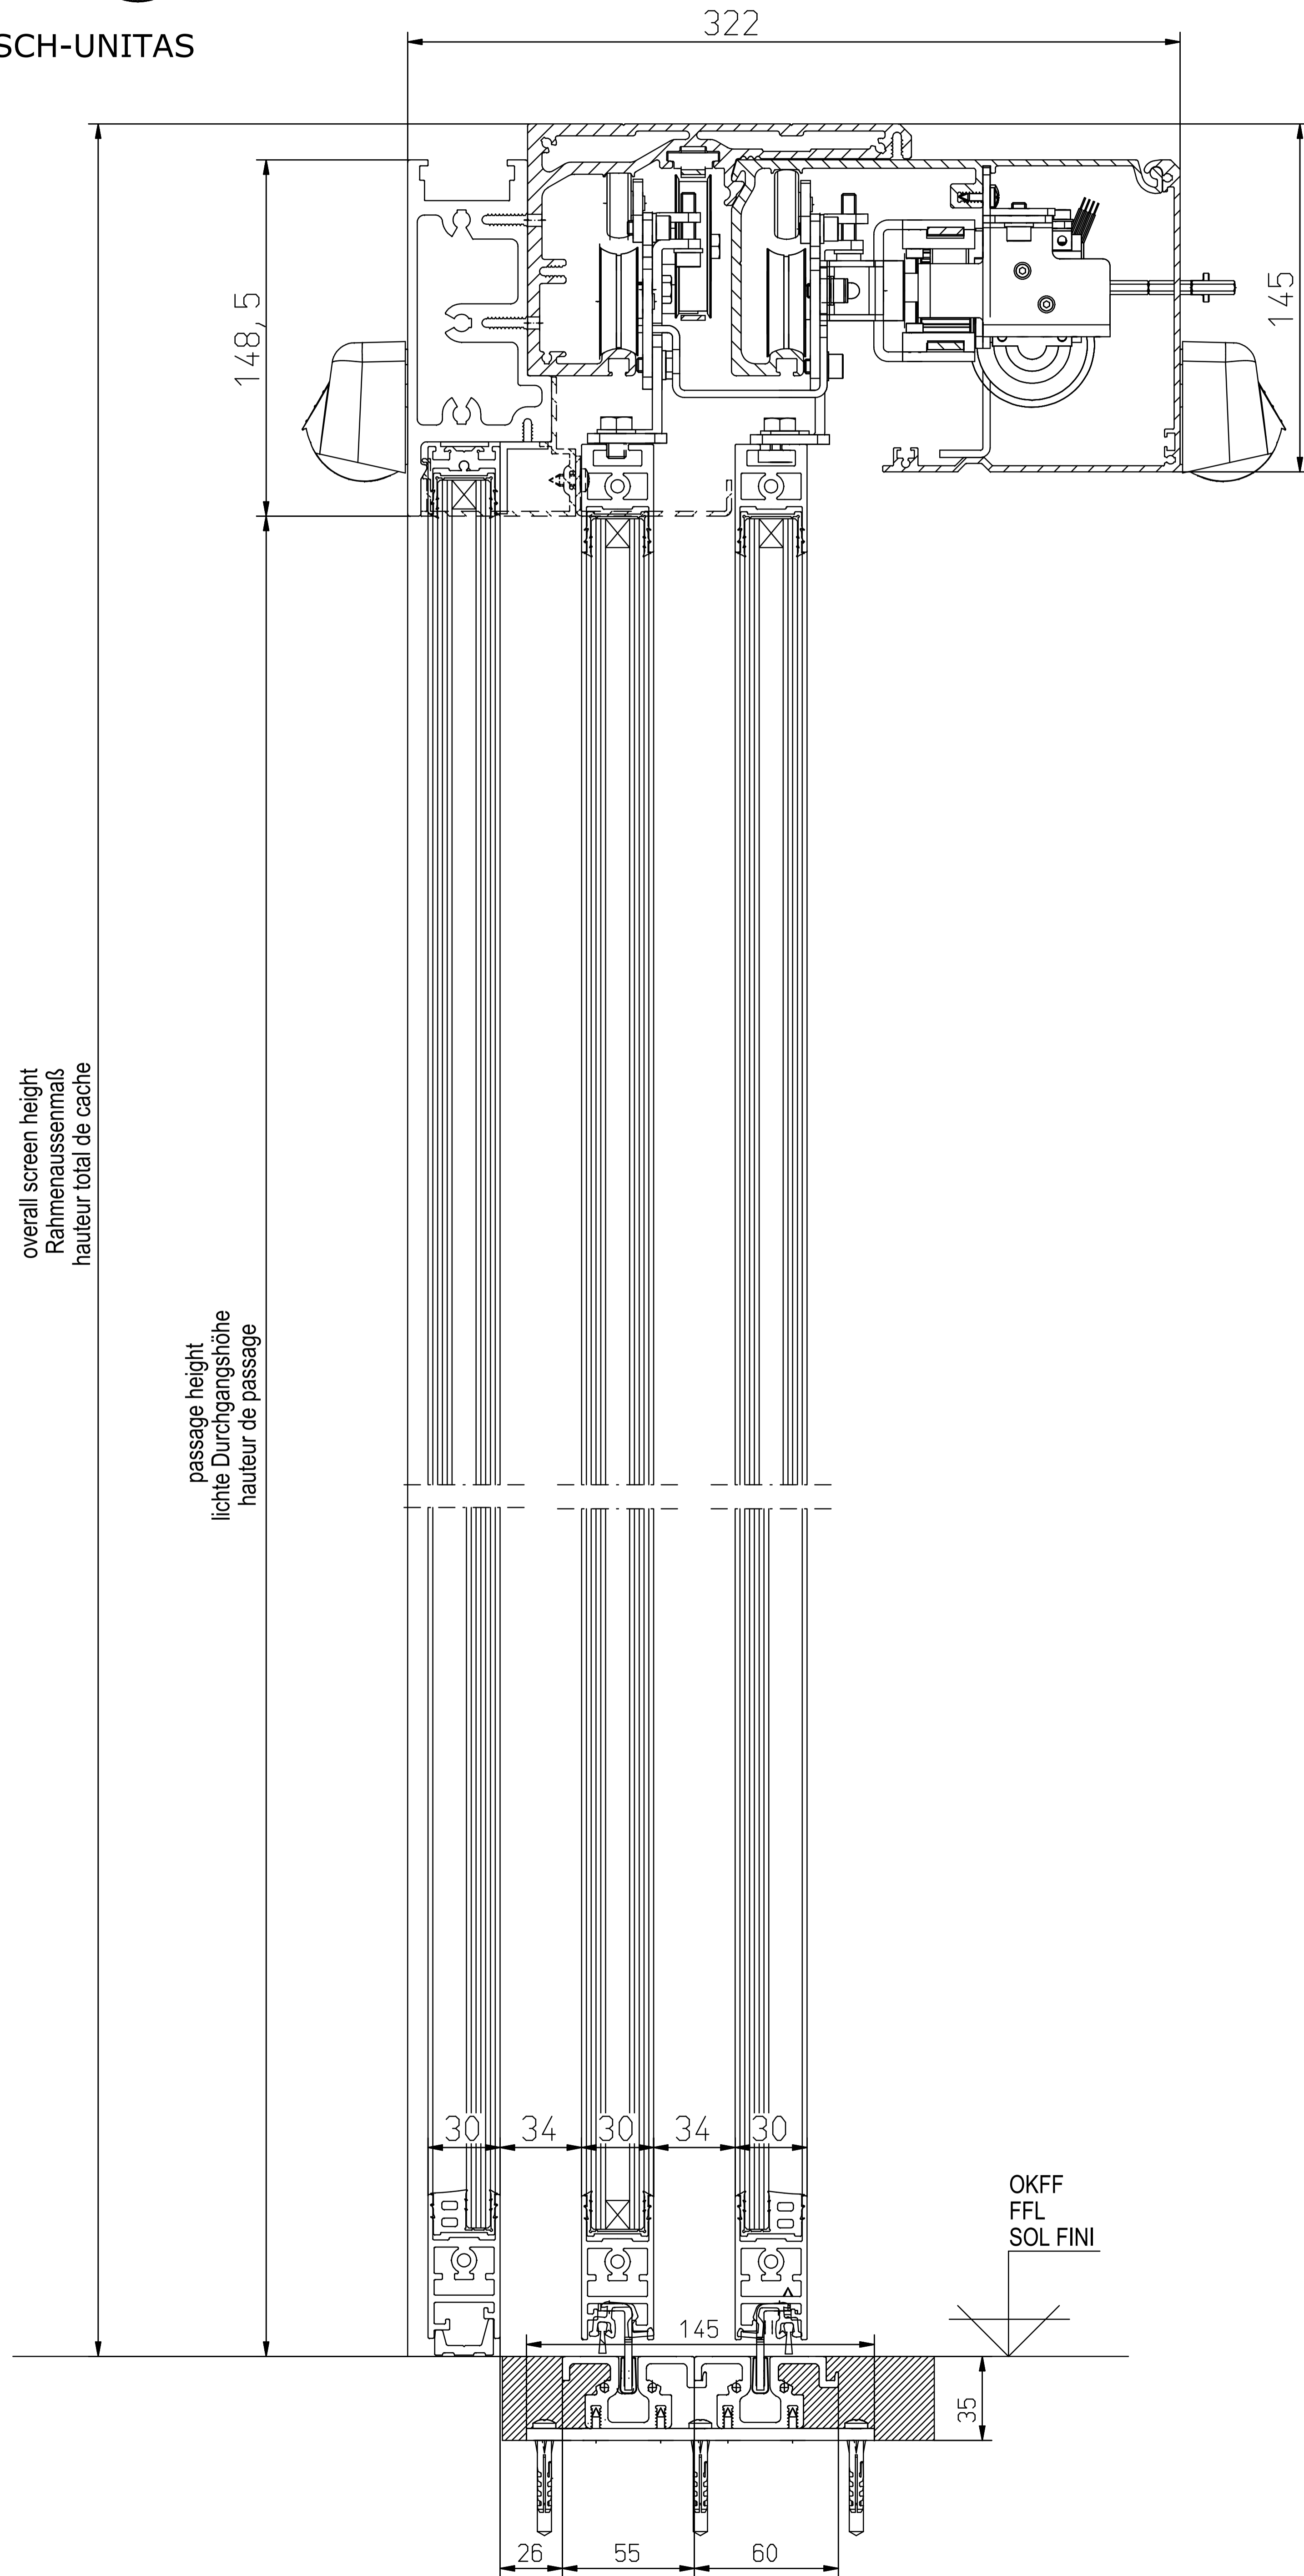 SCH-UNITAS
322
148,5
145
overall screen height
Rahmenaussenmaß
hauteur total de cache
passage height
lichte Durchgangshöhe
hauteur de passage
30
34
30
34
30
OKFF
FFL
SOL FINI
145
35
26
55
60